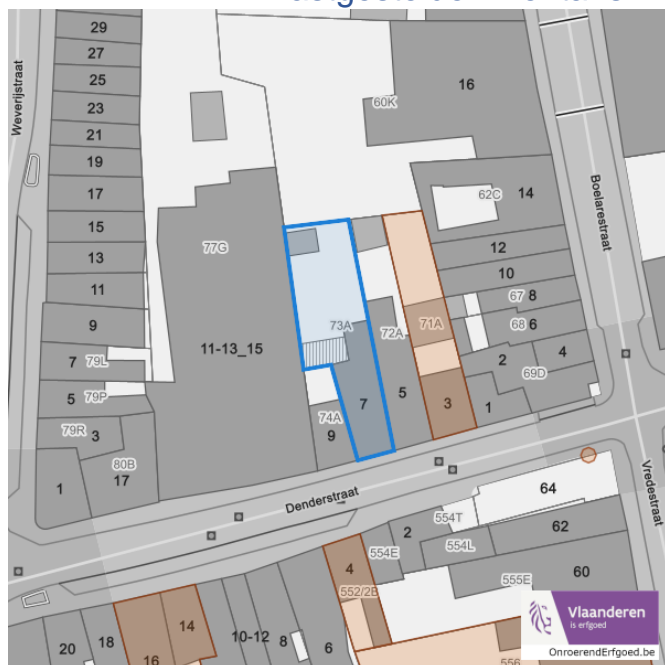 29
27
25
23
21
19
17
15
13
11
9
7
79L
5
79P
79R
3
1
80B
17
Weverijstraat
77G
11-13_15
60K
16
62C
14
12
10
67 8
68 6
2
4
69D
1
Boelarestraat
73A
72A
71A
7
5
3
74A
9
Denderstraat
Vredestraat
64
554T
62
2
554L
554E
555E
60
4
552/2B
20
18
14
16
10-12
8
6
556
Vlaanderen
is erfgoed
OnroerendErfgoed.be